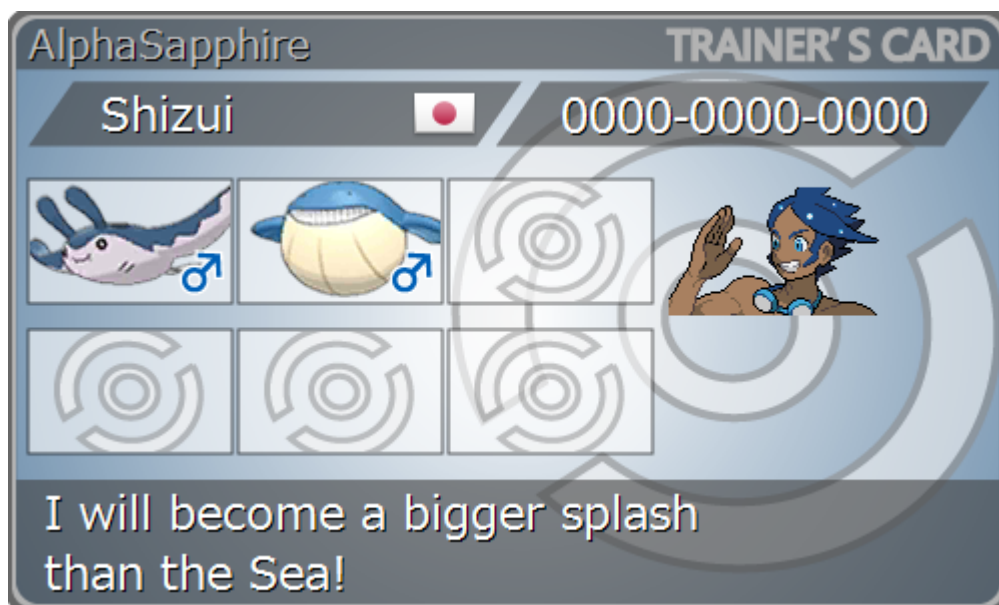 AlphaSapphire
TRAINER'S CARD
Shizui
0000-0000-0000
♂
♂
I will become a bigger splash
than the Sea!